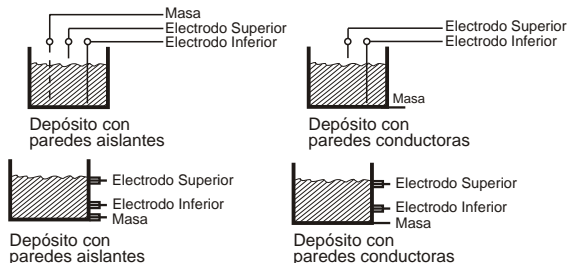 Masa
Electrodo Superior
Electrodo Inferior
Depósito con
paredes aislantes
Electrodo Superior
Electrodo Inferior
Masa
Depósito con
paredes conductoras
Electrodo Superior
Electrodo Inferior
Masa
Depósito con
paredes aislantes
Electrodo Superior
Electrodo Inferior
Masa
Depósito con
paredes conductoras